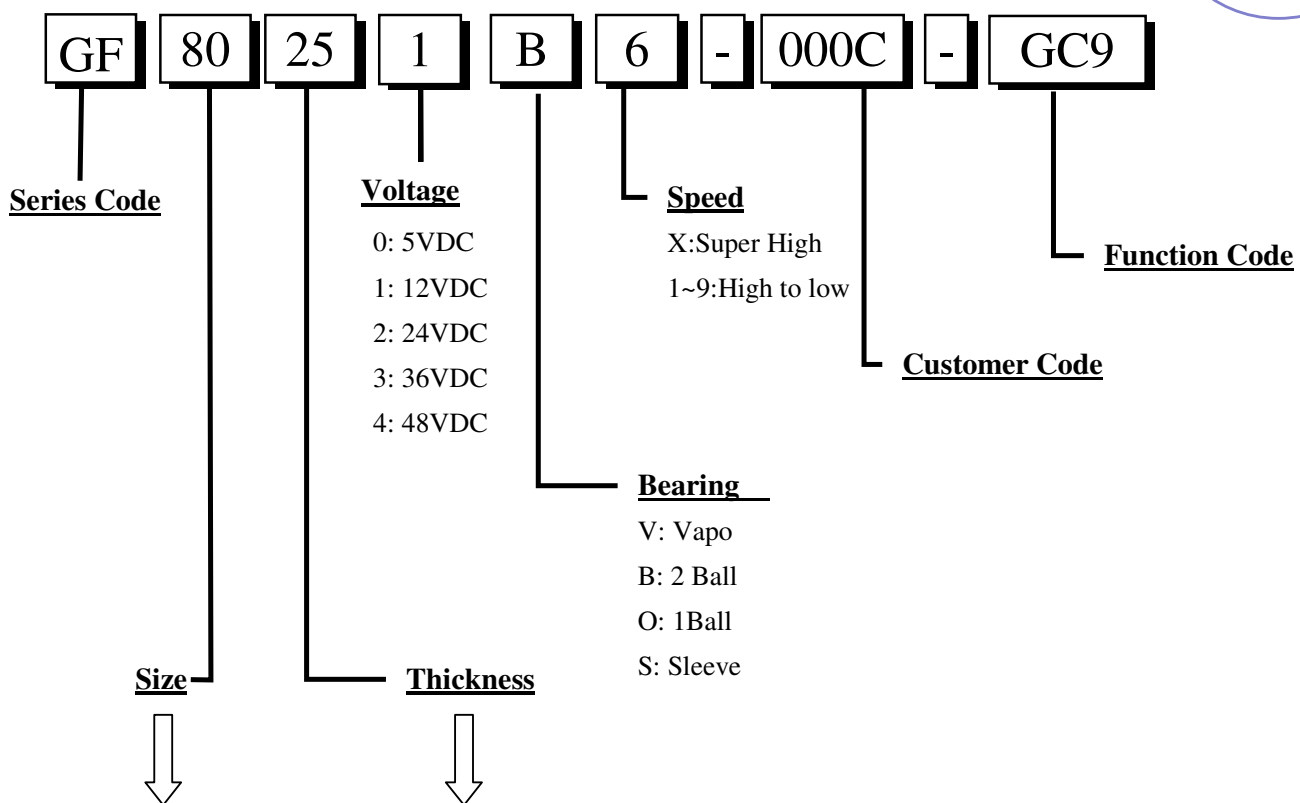 GF 80 25 1 B 6 - 000C - GC9
Series Code
Voltage
0: 5VDC
1: 12VDC
2: 24VDC
3: 36VDC
4: 48VDC
Speed
X:Super High
1~9:High to low
Function Code
Customer Code
Bearing
V: Vapo
B: 2 Ball
O: 1Ball
S: Sleeve
Size
Thickness